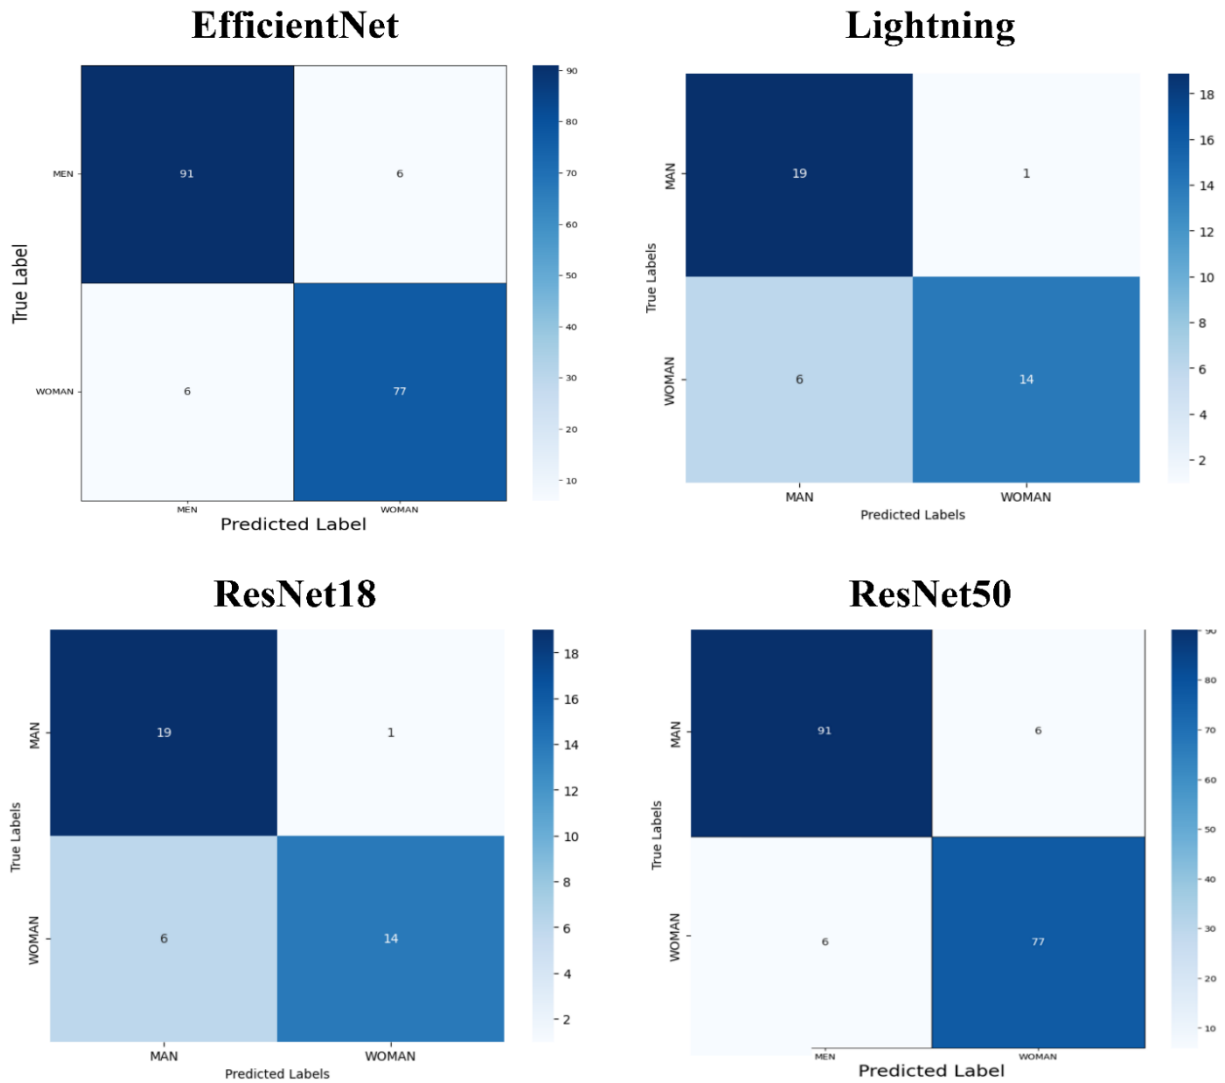 EfficientNet
90
80
70
60
50
40
30
20
10
True Label
MEN
91
6
WOMAN
6
77
MEN
WOMAN
Predicted Label
Lightning
18
16
14
12
10
8
6
4
2
True Labels
MAN
19
1
WOMAN
6
14
MAN
WOMAN
Predicted Labels
ResNet18
18
16
14
12
10
8
6
4
2
True Labels
MAN
19
1
WOMAN
6
14
MAN
WOMAN
Predicted Labels
ResNet50
90
80
70
60
50
40
30
20
10
True Labels
MAN
91
6
WOMAN
6
77
MEN
WOMAN
Predicted Label